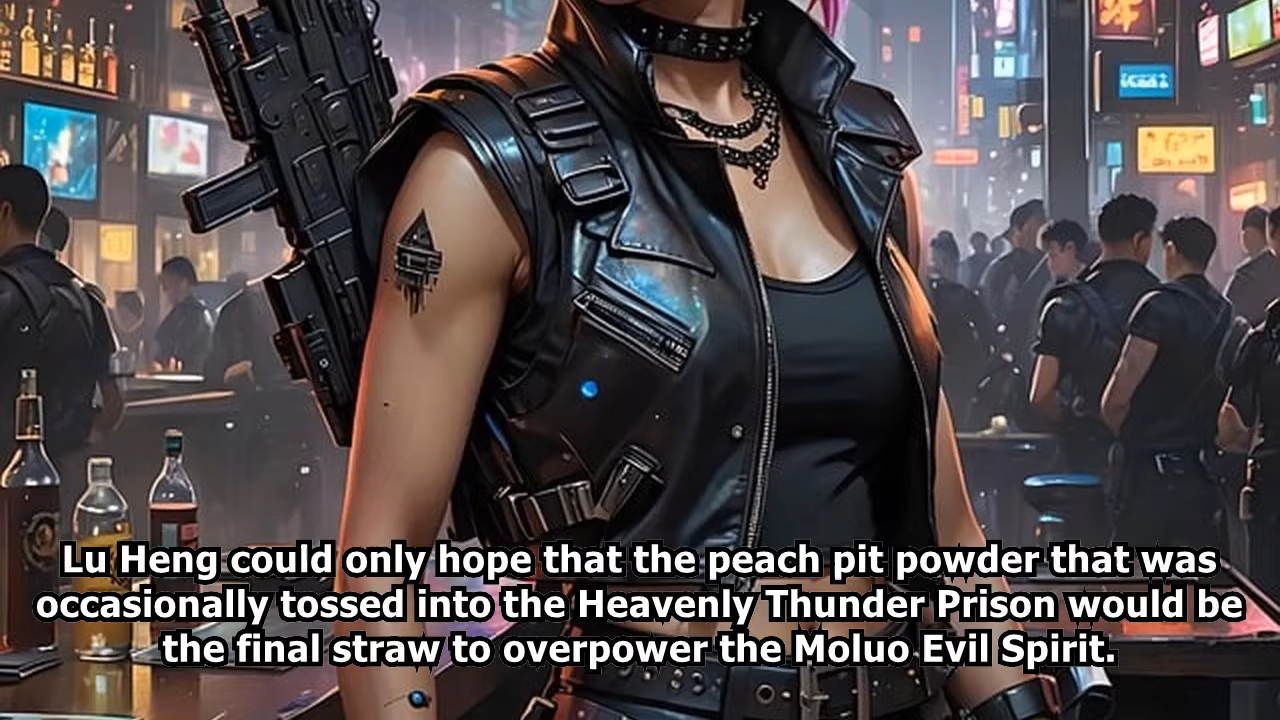 Lu Heng could only hope that the peach pit powder that was
occasionally tossed into the Heavenly Thunder Prison would be
the final straw to overpower the Moluo Evil Spirit.